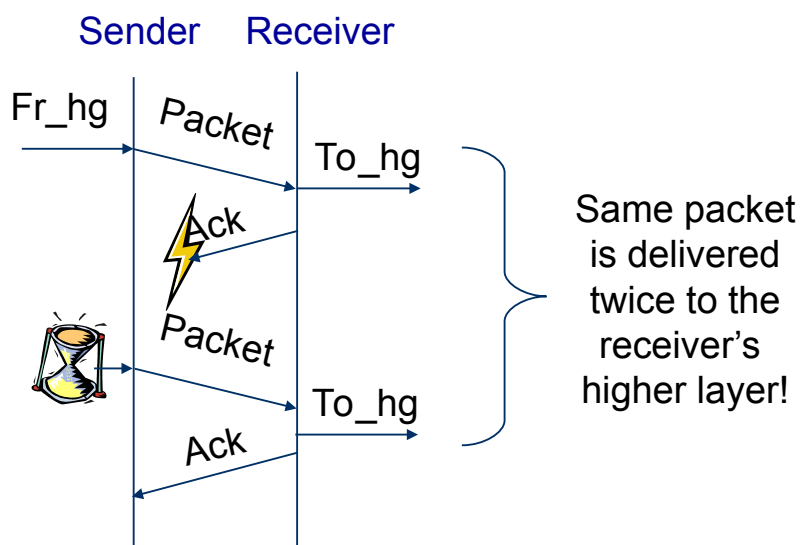 Sender Receiver
Fr_hg
Packet
To_hg
Ack
Packet
To_hg
Ack
Same packet
is delivered
twice to the
receiver’s
higher layer!